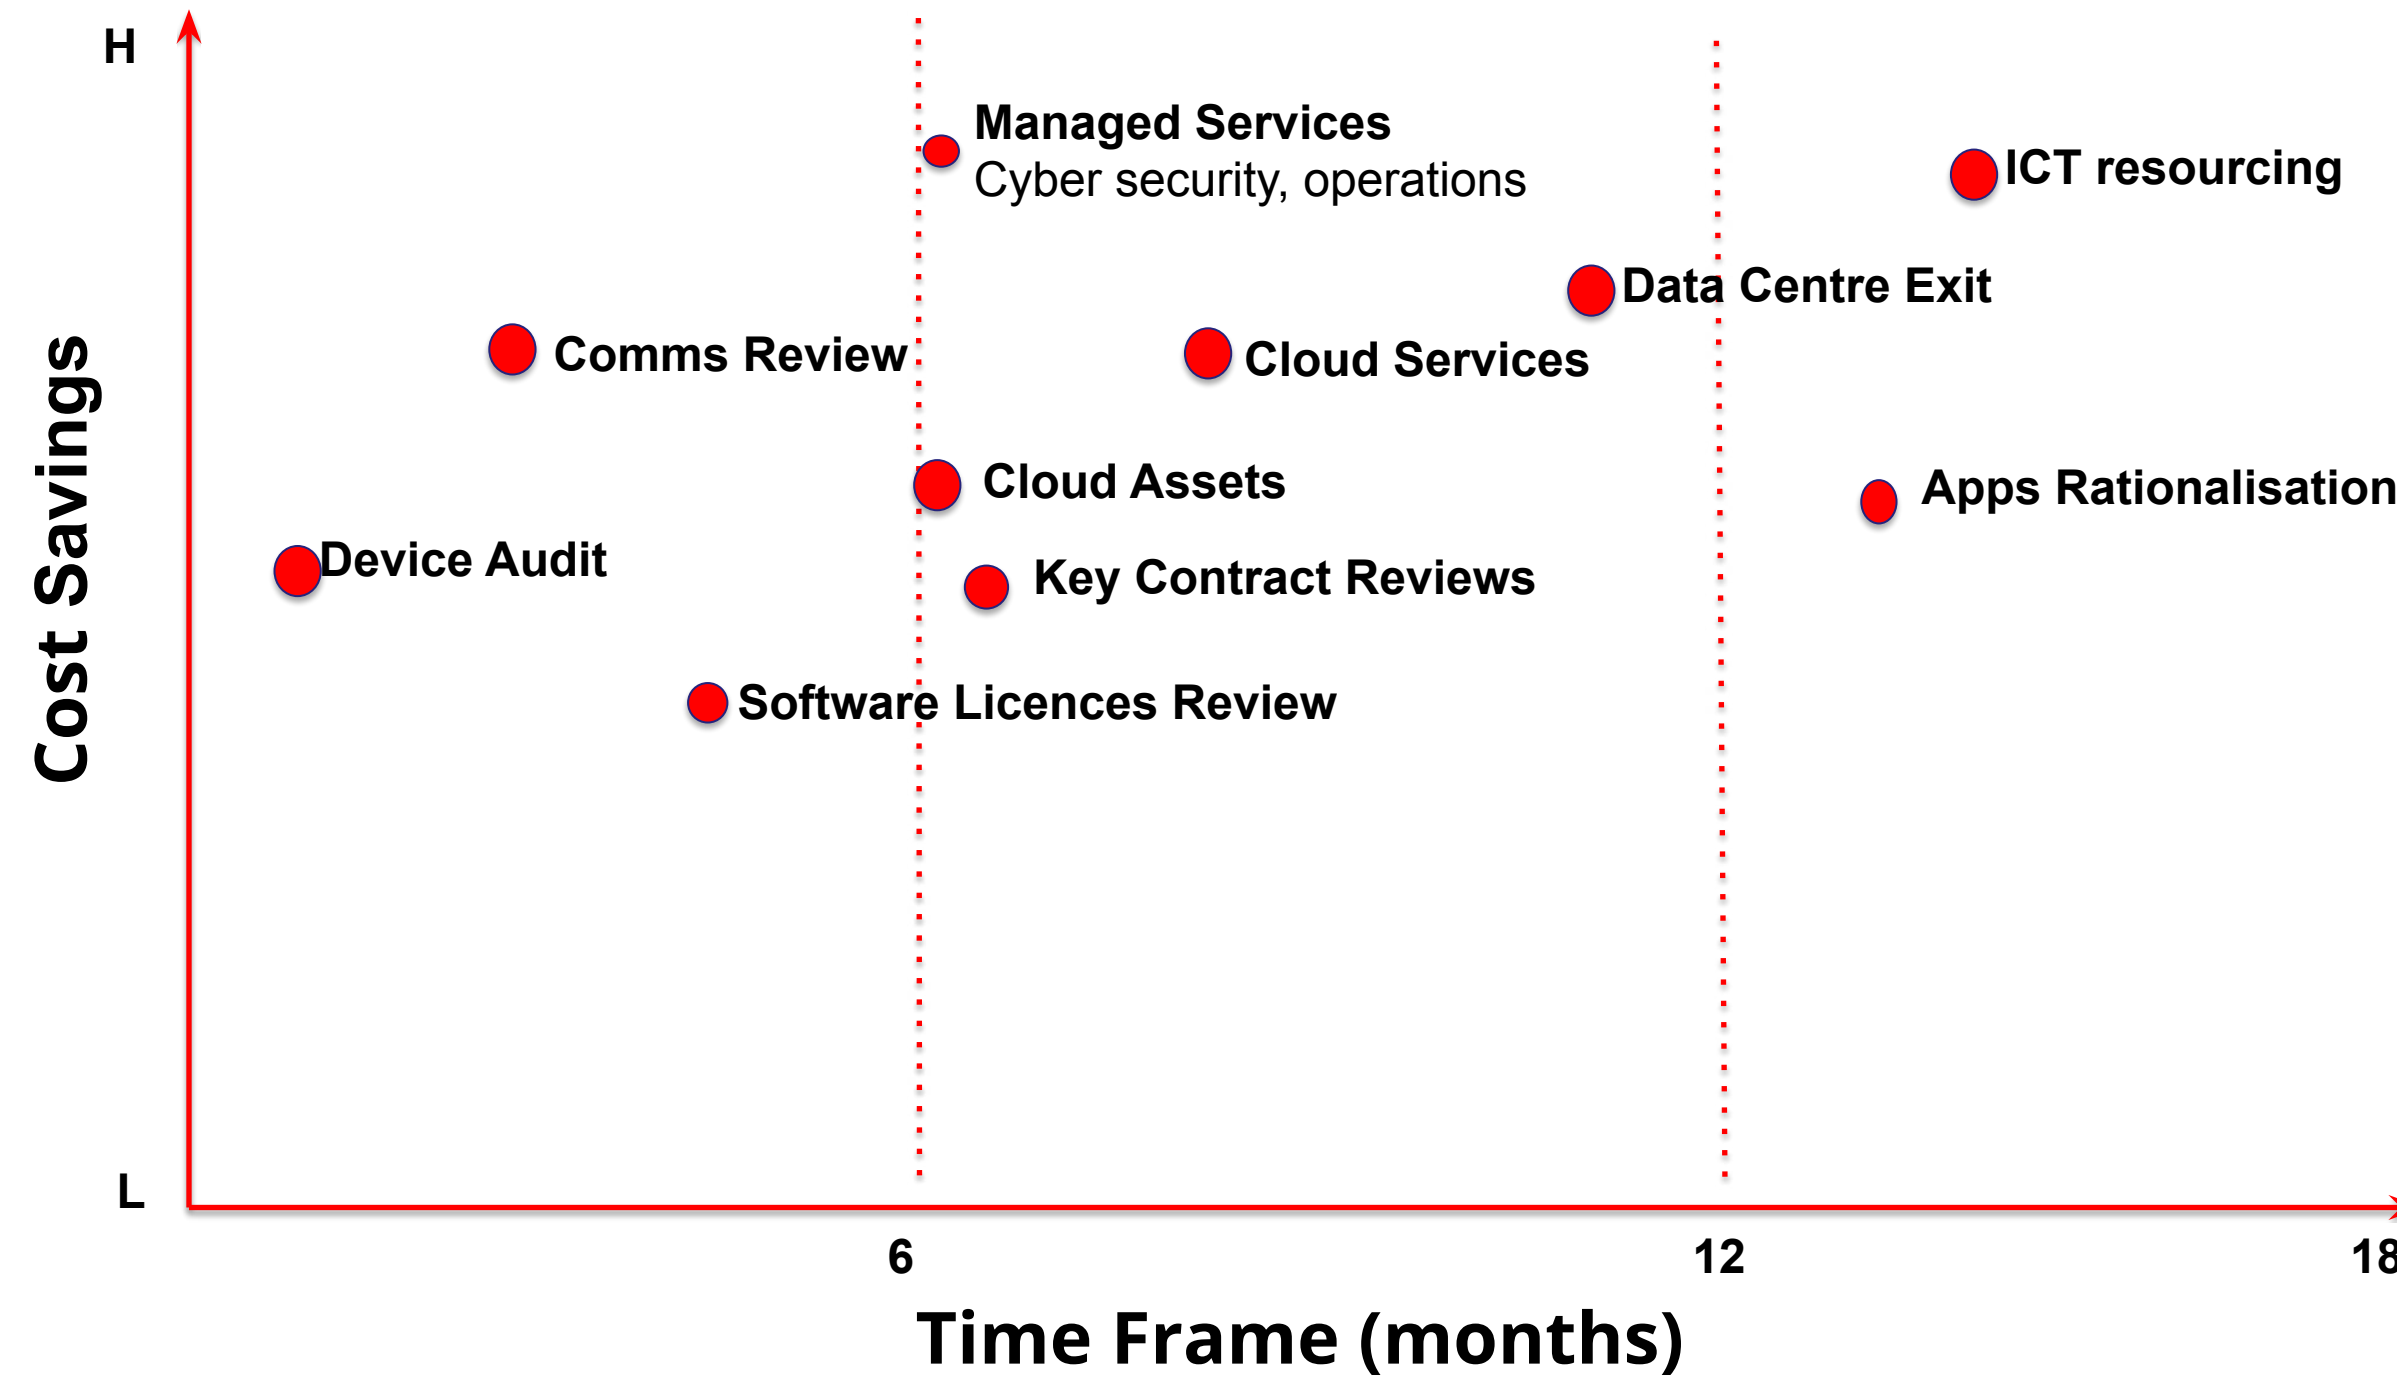 H
Managed Services
Cyber security, operations
ICT resourcing
Data Centre Exit
Comms Review
Cloud Services
Cloud Assets
Apps Rationalisation
Device Audit
Key Contract Reviews
Software Licences Review
Cost Savings
L
6
12
18
Time Frame (months)